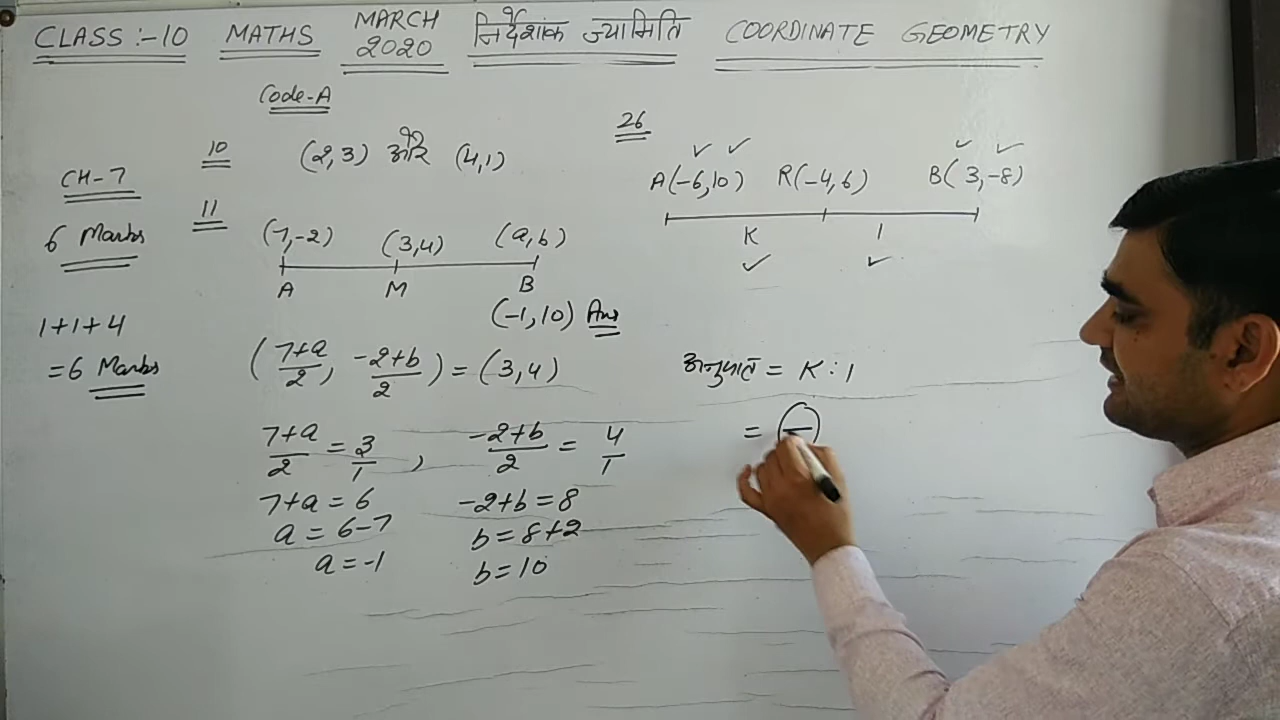 CLASS :-10 MATHS MARCH 2020 निर्देशांक ज्यामिति COORDINATE GEOMETRY
Code-A
CH-7
6 Marks
1+1+4
=6 Marks
10 (2,3) और (4,1)
11 (7,-2) (3,4) (a,b)
A M B
(-1,10) Ans
(7+a/2, -2+b/2) = (3,4)
7+a/2 = 3/1 , -2+b/2 = 4/1
7+a = 6 -2+b = 8
a = 6-7 b = 8+2
a = -1 b = 10
26
A(-6,10) R(-4,6) B(3,-8)
K 1
अनुपात = K:1
=